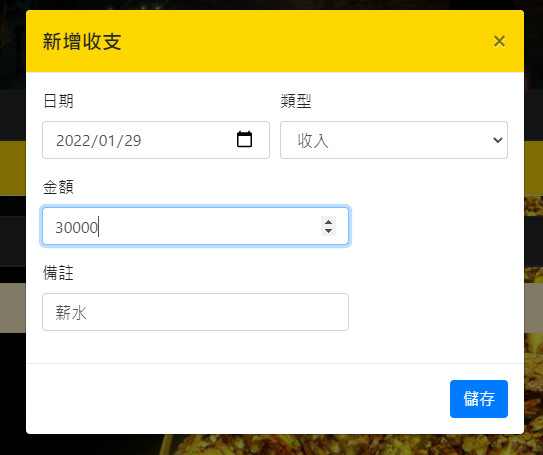 新增收支 ×
日期 類型
2022/01/29 收入
金額
30000
備註
薪水
儲存